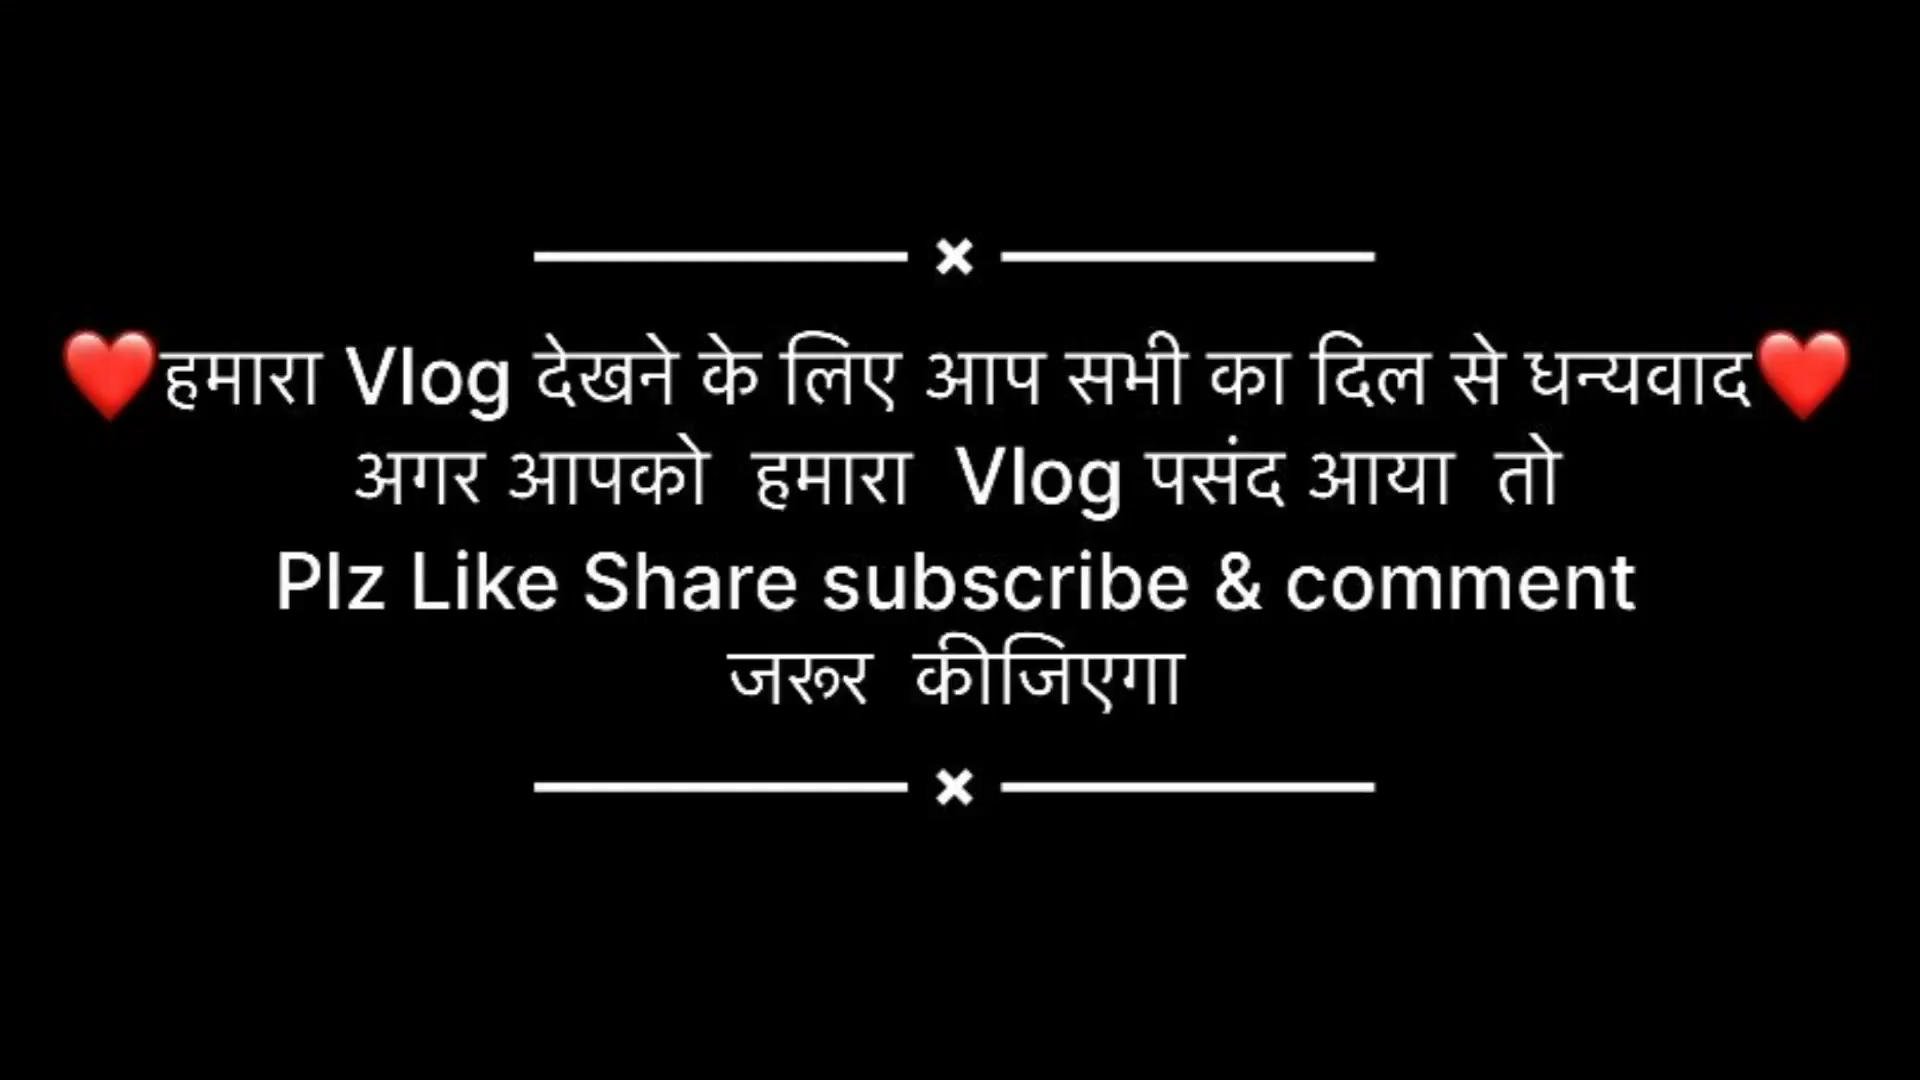 ❤️हमारा Vlog देखने के लिए आप सभी का दिल से धन्यवाद❤️
अगर आपको हमारा Vlog पसंद आया तो
Plz Like Share subscribe & comment
जरूर कीजिएगा